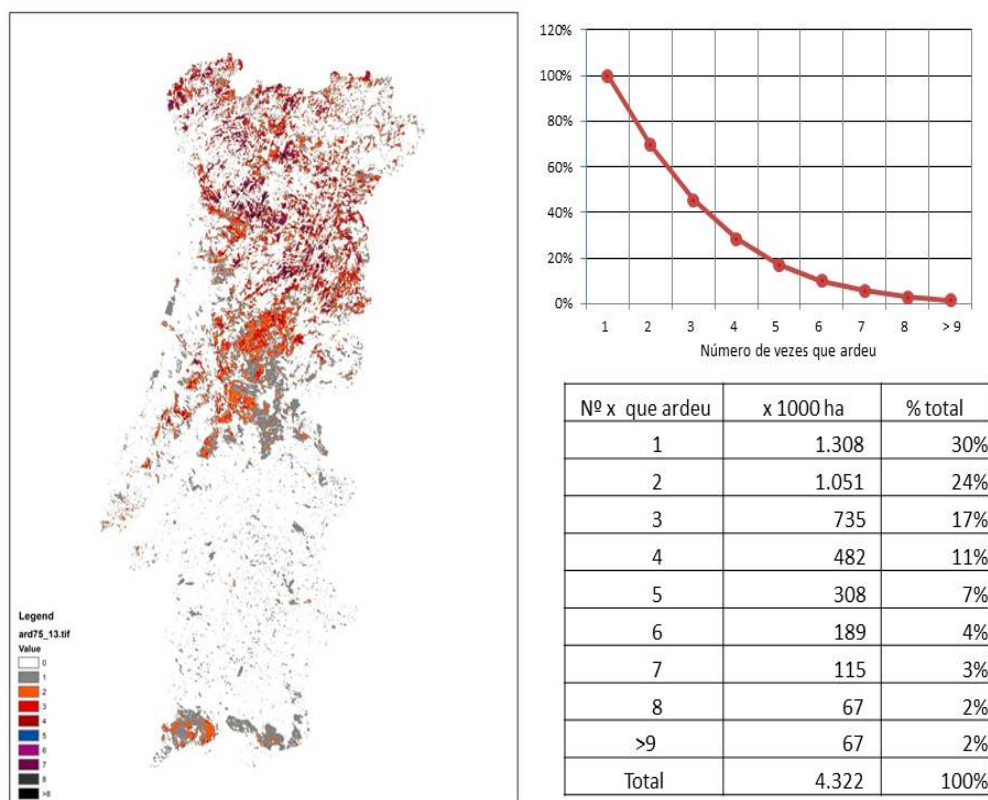 Legend
ard75_13.tif
Value
0
1
2
3
4
5
6
7
8
>8
120%
100%
80%
60%
40%
20%
0%
1 2 3 4 5 6 7 8 > 9
Número de vezes que ardeu
Nº x que ardeu x 1000 ha % total
1 1.308 30%
2 1.051 24%
3 735 17%
4 482 11%
5 308 7%
6 189 4%
7 115 3%
8 67 2%
>9 67 2%
Total 4.322 100%